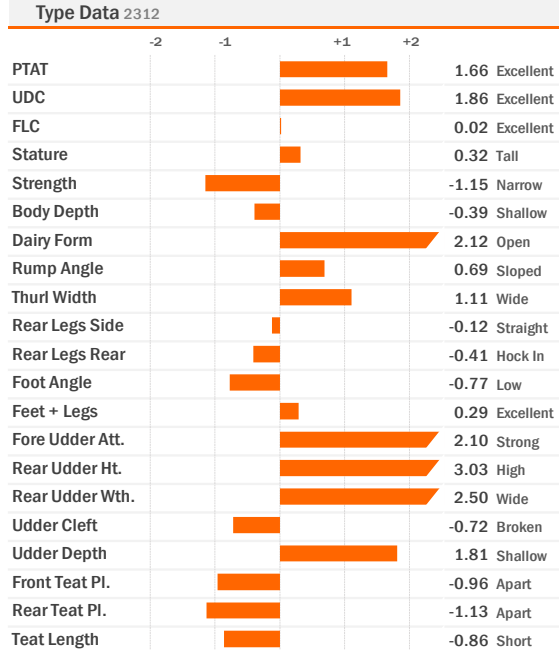 Type Data 2312
-2 -1 +1 +2
PTAT 1.66 Excellent
UDC 1.86 Excellent
FLC 0.02 Excellent
Stature 0.32 Tall
Strength -1.15 Narrow
Body Depth -0.39 Shallow
Dairy Form 2.12 Open
Rump Angle 0.69 Sloped
Thurl Width 1.11 Wide
Rear Legs Side -0.12 Straight
Rear Legs Rear -0.41 Hock In
Foot Angle -0.77 Low
Feet + Legs 0.29 Excellent
Fore Udder Att. 2.10 Strong
Rear Udder Ht. 3.03 High
Rear Udder Wth. 2.50 Wide
Udder Cleft -0.72 Broken
Udder Depth 1.81 Shallow
Front Teat Pl. -0.96 Apart
Rear Teat Pl. -1.13 Apart
Teat Length -0.86 Short